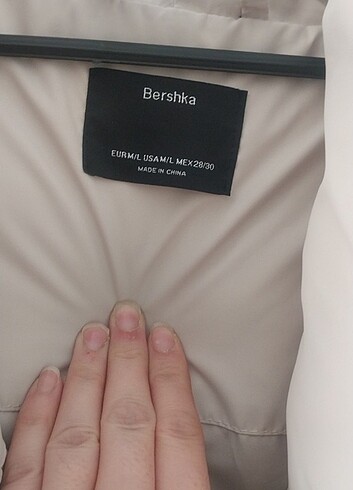 Bershka
EUR M/L USA M/L MEX 28/30
MADE IN CHINA